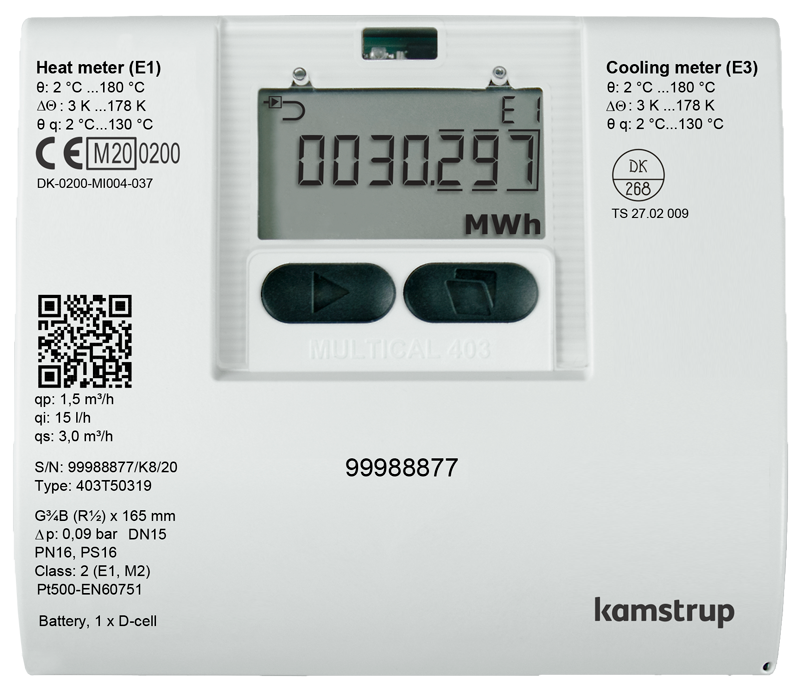 Heat meter (E1)
θ: 2 °C ...180 °C
ΔΘ : 3 K ...178 K
θ q: 2 °C...130 °C
CE M20 0200
DK-0200-MI004-037
E1
0030.297
MWh
Cooling meter (E3)
θ: 2 °C ...180 °C
ΔΘ : 3 K ...178 K
θ q: 2 °C...130 °C
DK
268
TS 27.02 009
MULTICAL 403
qp: 1,5 m³/h
qi: 15 l/h
qs: 3,0 m³/h
S/N: 99988877/K8/20
Type: 403T50319
99988877
G¾B (R½) x 165 mm
Δp: 0,09 bar DN15
PN16, PS16
Class: 2 (E1, M2)
Pt500-EN60751
Battery, 1 x D-cell
kamstrup